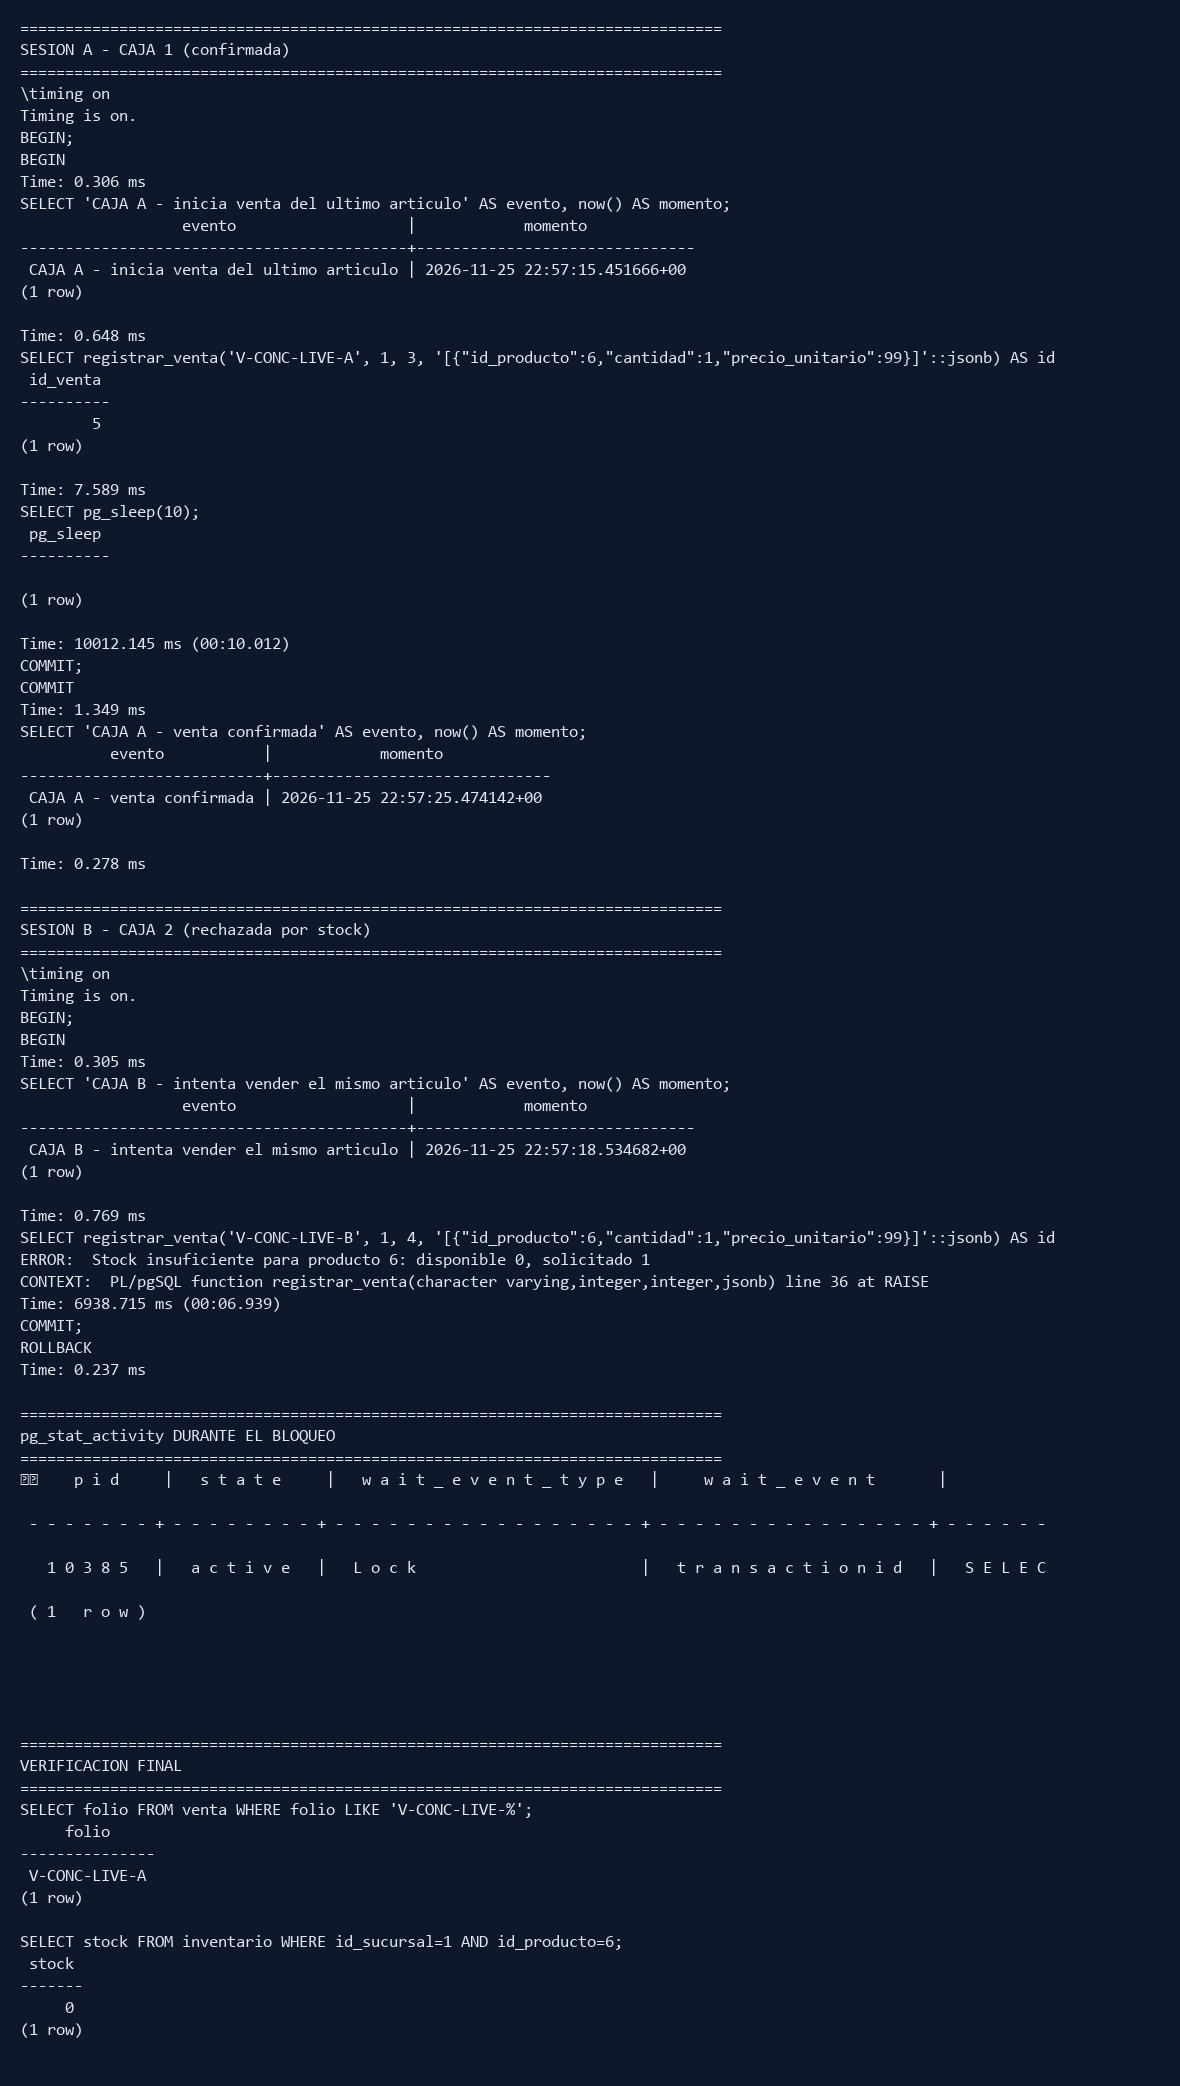 ==============================================================================
SESION A - CAJA 1 (confirmada)
==============================================================================
\timing on
Timing is on.
BEGIN;
BEGIN
Time: 0.306 ms
SELECT 'CAJA A - inicia venta del ultimo articulo' AS evento, now() AS momento;
                  evento                   |            momento
-------------------------------------------+-------------------------------
 CAJA A - inicia venta del ultimo articulo | 2026-11-25 22:57:15.451666+00
(1 row)

Time: 0.648 ms
SELECT registrar_venta('V-CONC-LIVE-A', 1, 3, '[{"id_producto":6,"cantidad":1,"precio_unitario":99}]'::jsonb) AS id
 id_venta
----------
        5
(1 row)

Time: 7.589 ms
SELECT pg_sleep(10);
 pg_sleep
----------

(1 row)

Time: 10012.145 ms (00:10.012)
COMMIT;
COMMIT
Time: 1.349 ms
SELECT 'CAJA A - venta confirmada' AS evento, now() AS momento;
          evento           |            momento
---------------------------+-------------------------------
 CAJA A - venta confirmada | 2026-11-25 22:57:25.474142+00
(1 row)

Time: 0.278 ms

==============================================================================
SESION B - CAJA 2 (rechazada por stock)
==============================================================================
\timing on
Timing is on.
BEGIN;
BEGIN
Time: 0.305 ms
SELECT 'CAJA B - intenta vender el mismo articulo' AS evento, now() AS momento;
                  evento                   |            momento
-------------------------------------------+-------------------------------
 CAJA B - intenta vender el mismo articulo | 2026-11-25 22:57:18.534682+00
(1 row)

Time: 0.769 ms
SELECT registrar_venta('V-CONC-LIVE-B', 1, 4, '[{"id_producto":6,"cantidad":1,"precio_unitario":99}]'::jsonb) AS id
ERROR:  Stock insuficiente para producto 6: disponible 0, solicitado 1
CONTEXT:  PL/pgSQL function registrar_venta(character varying,integer,integer,jsonb) line 36 at RAISE
Time: 6938.715 ms (00:06.939)
COMMIT;
ROLLBACK
Time: 0.237 ms

==============================================================================
pg_stat_activity DURANTE EL BLOQUEO
==============================================================================
p i d     |   s t a t e     |   w a i t _ e v e n t _ t y p e   |     w a i t _ e v e n t       |
- - - - - - - + - - - - - - - - + - - - - - - - - - - - - - - - - - + - - - - - - - - - - - - - - - + - - - - - -
1 0 3 8 5   |   a c t i v e   |   L o c k                         |   t r a n s a c t i o n i d   |   S E L E C
( 1   r o w )

==============================================================================
VERIFICACION FINAL
==============================================================================
SELECT folio FROM venta WHERE folio LIKE 'V-CONC-LIVE-%';
     folio
---------------
 V-CONC-LIVE-A
(1 row)

SELECT stock FROM inventario WHERE id_sucursal=1 AND id_producto=6;
 stock
-------
     0
(1 row)